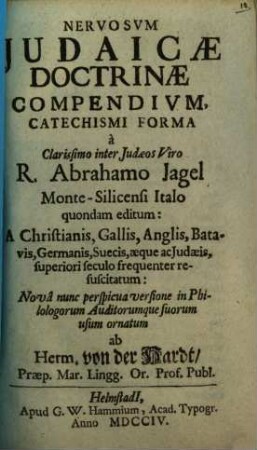 NERVOSVM
JUDAICÆ
DOCTRINÆ
COMPENDIVM,
CATECHISMI FORMA
à
Clarissimo inter Judæos Viro
R. Abrahamo Jagel
Monte-Silicensi Italo
quondam editum:
A Christianis, Gallis, Anglis, Bata-
vis, Germanis, Suecis, æque ac Judæis,
superiori seculo frequenter re-
suscitatum:
Novâ nunc perspicua versione in Phi-
lologorum Auditorumque suorum
usum ornatum
ab
Herm. von der Hardt/
Præp. Mar. Lingg. Or. Prof. Publ.
HelmstadI,
Apud G. W. Hammium, Acad. Typogr.
Anno MDCCIV.